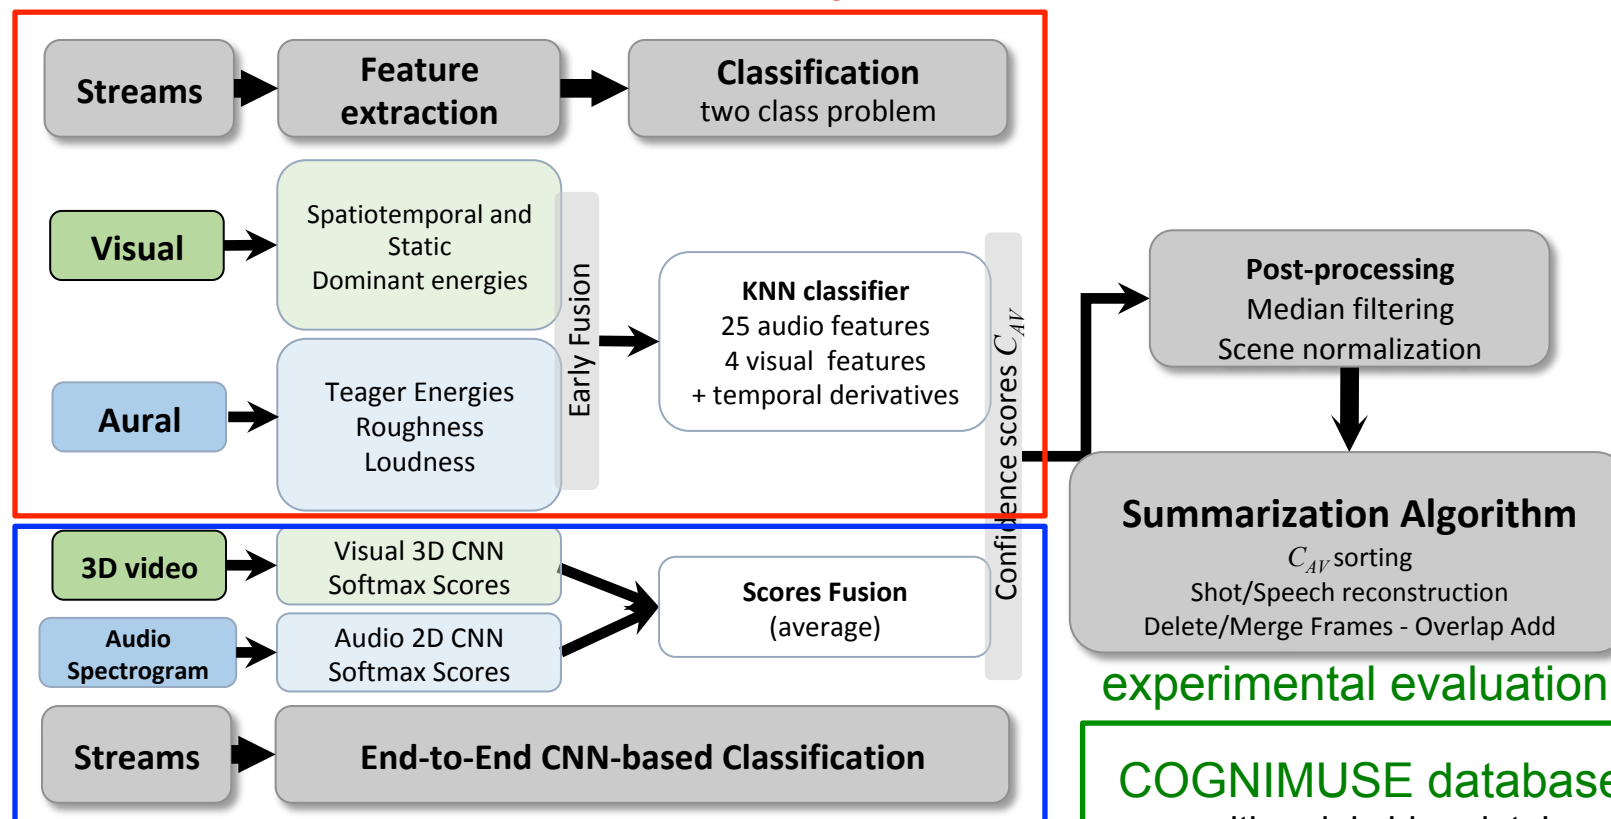 Streams
Feature
extraction
Classification
two class problem
Visual
Spatiotemporal and
Static
Dominant energies
Aural
Teager Energies
Roughness
Loudness
Early Fusion
KNN classifier
25 audio features
4 visual features
+ temporal derivatives
Confidence scores C_AV
Post-processing
Median filtering
Scene normalization
Summarization Algorithm
C_AV sorting
Shot/Speech reconstruction
Delete/Merge Frames - Overlap Add
3D video
Visual 3D CNN
Softmax Scores
Audio
Spectrogram
Audio 2D CNN
Softmax Scores
Scores Fusion
(average)
Streams
End-to-End CNN-based Classification
experimental evaluation
COGNIMUSE database